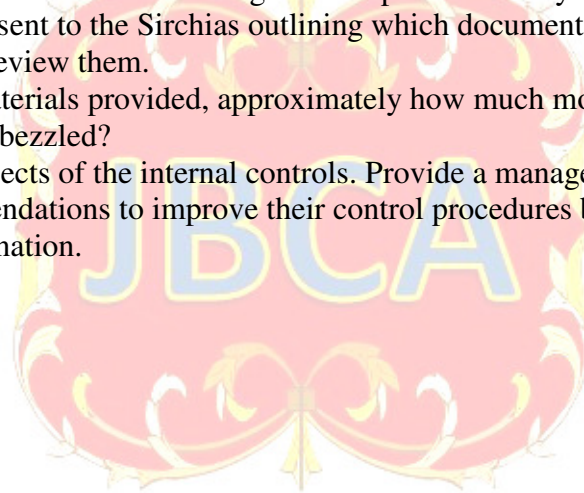 sent to the Sirchias outlining which document
eview them.
aterials provided, approximately how much mo
bezzled?
ects of the internal controls. Provide a manage
endations to improve their control procedures b
nation.
JBCA